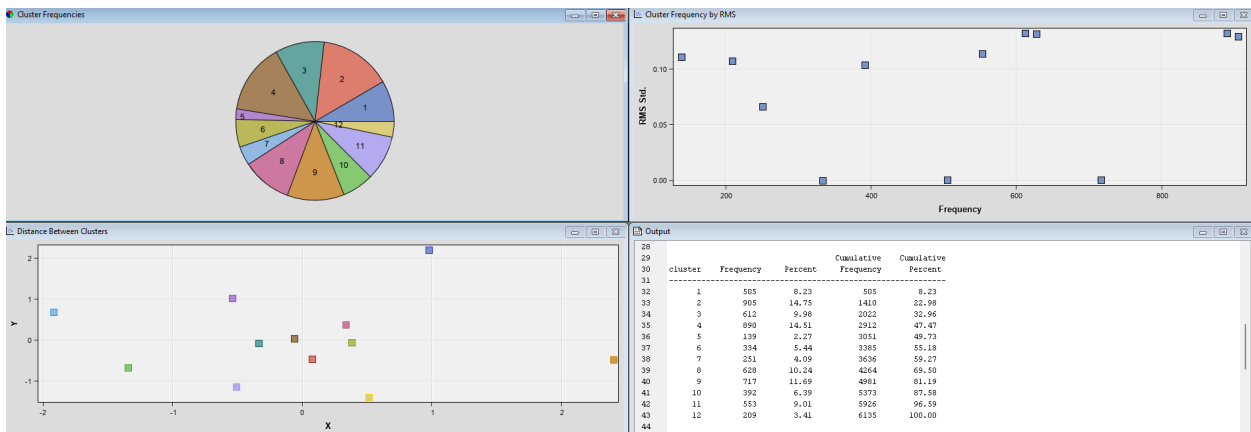 Cluster Frequencies
3
2
4
1
5
12
6
11
7
10
8
9
Cluster Frequency by RMS
RMS Std.
0.10
0.05
0.00
200 400 600 800
Frequency
Distance Between Clusters
Y
2
1
0
-1
-2 -1 0 1 2
X
Output
28
29 Cumulative Cumulative
30 cluster Frequency Percent Frequency Percent
31 ------------------------------------------------------------
32 1 505 8.23 505 8.23
33 2 905 14.75 1410 22.98
34 3 612 9.98 2022 32.96
35 4 890 14.51 2912 47.47
36 5 139 2.27 3051 49.73
37 6 334 5.44 3385 55.18
38 7 251 4.09 3636 59.27
39 8 628 10.24 4264 69.50
40 9 717 11.69 4981 81.19
41 10 392 6.39 5373 87.58
42 11 553 9.01 5926 96.59
43 12 209 3.41 6135 100.00
44